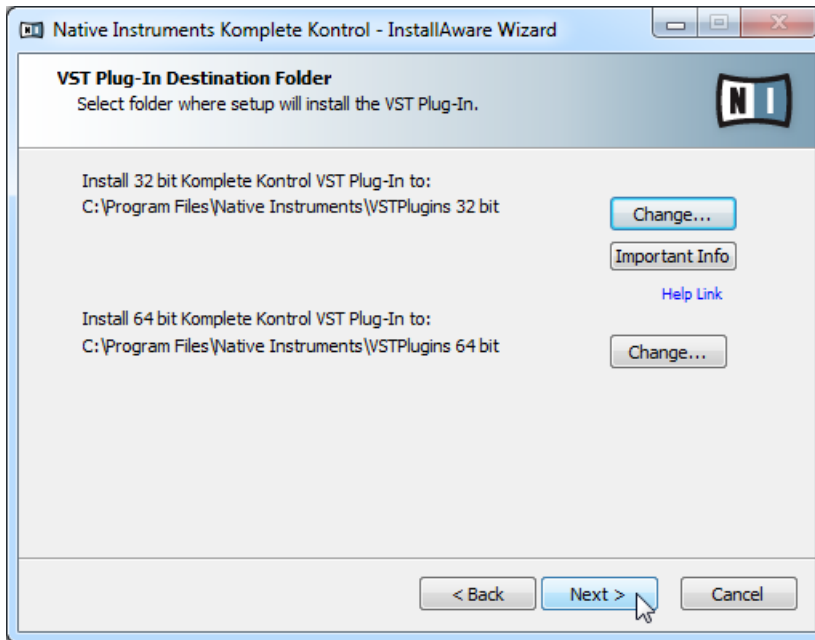 Native Instruments Komplete Kontrol - InstallAware Wizard
VST Plug-In Destination Folder
Select folder where setup will install the VST Plug-In.
N I
Install 32 bit Komplete Kontrol VST Plug-In to:
C:\Program Files\Native Instruments\VSTPlugins 32 bit
Change...
Important Info
Help Link
Install 64 bit Komplete Kontrol VST Plug-In to:
C:\Program Files\Native Instruments\VSTPlugins 64 bit
Change...
< Back
Next >
Cancel